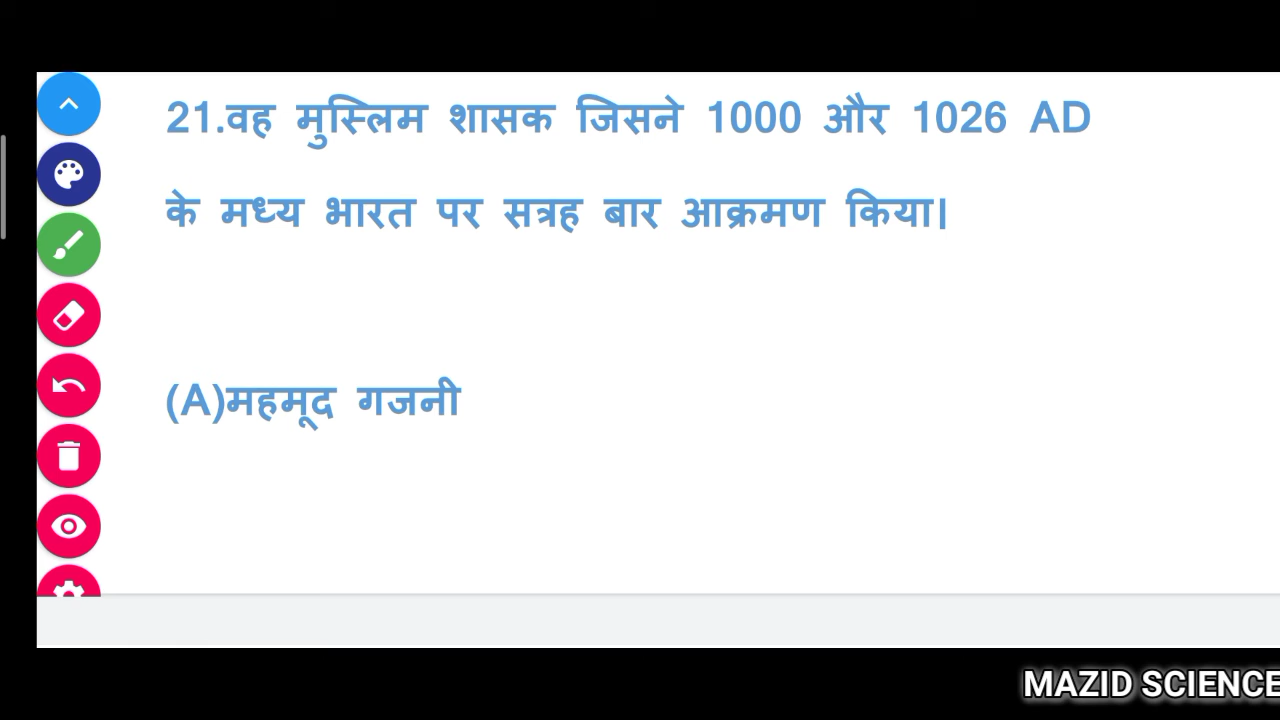 21.वह मुस्लिम शासक जिसने 1000 और 1026 AD
के मध्य भारत पर सत्रह बार आक्रमण किया।
(A)महमूद गजनी
MAZID SCIENCE